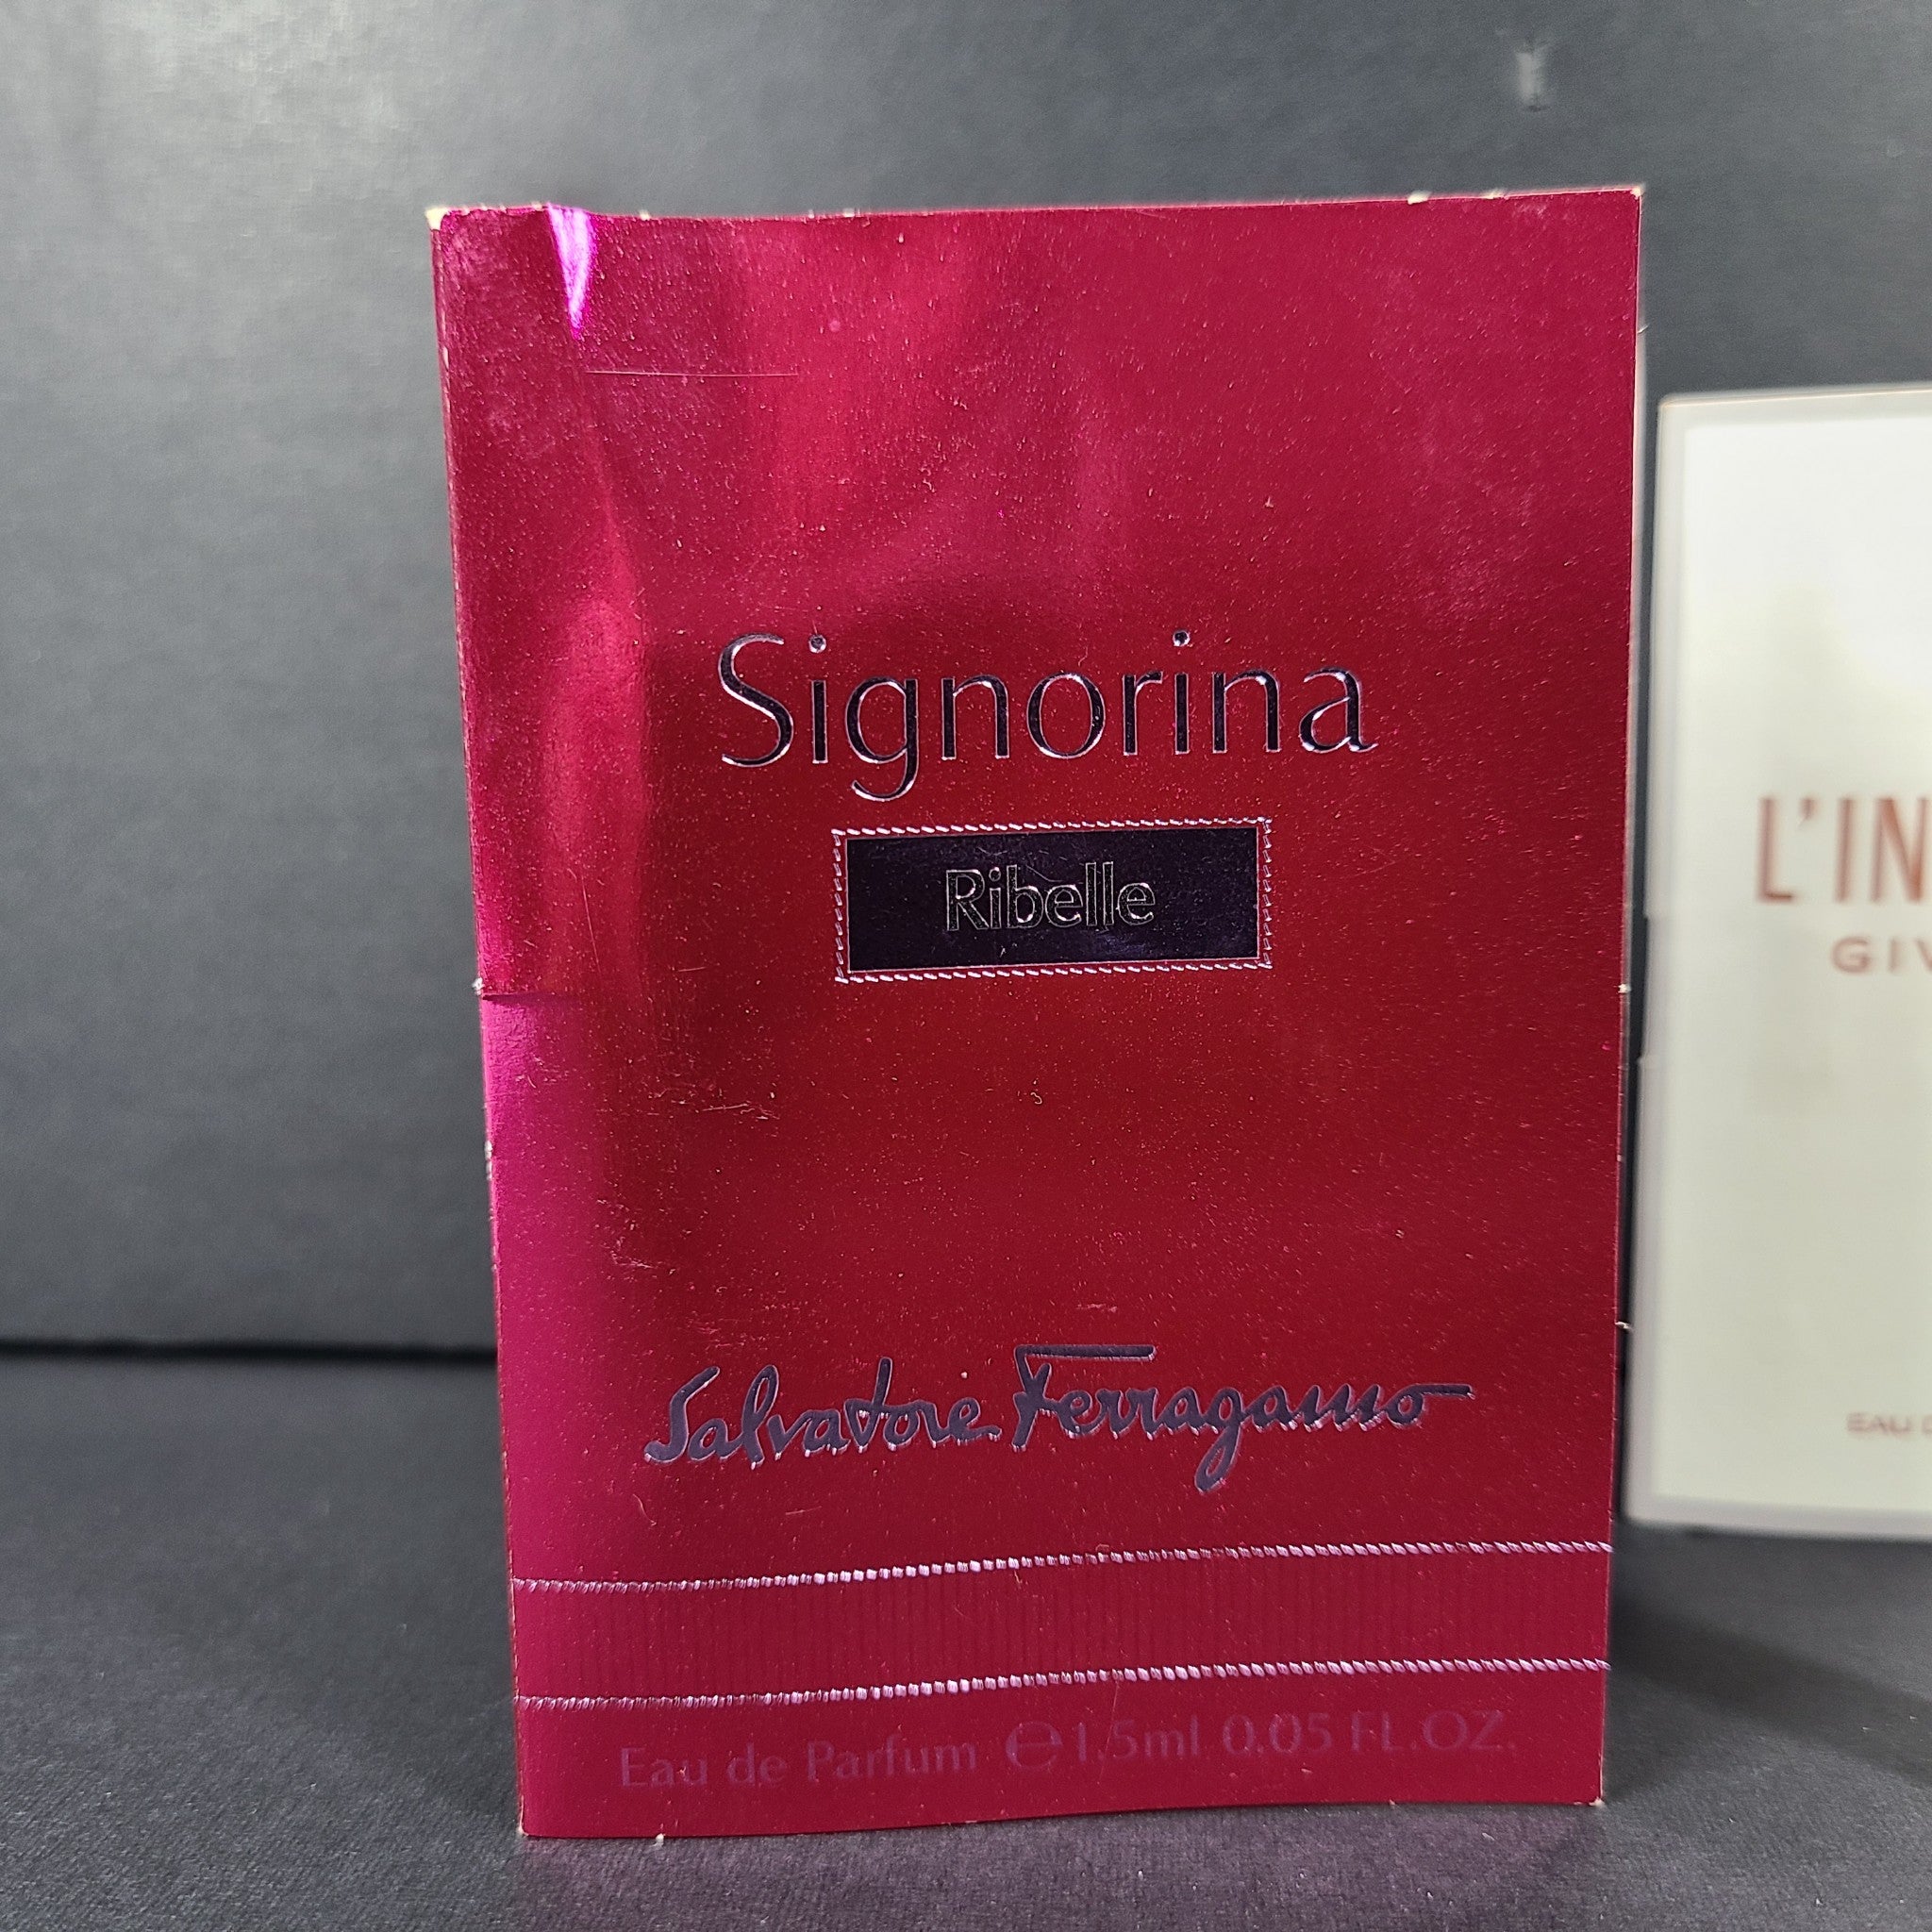 Signorina
Ribelle
Salvatore Ferragamo
Eau de Parfum ℮ 1.5ml 0.05 FL.OZ.
L'IN
GIV
EAU D